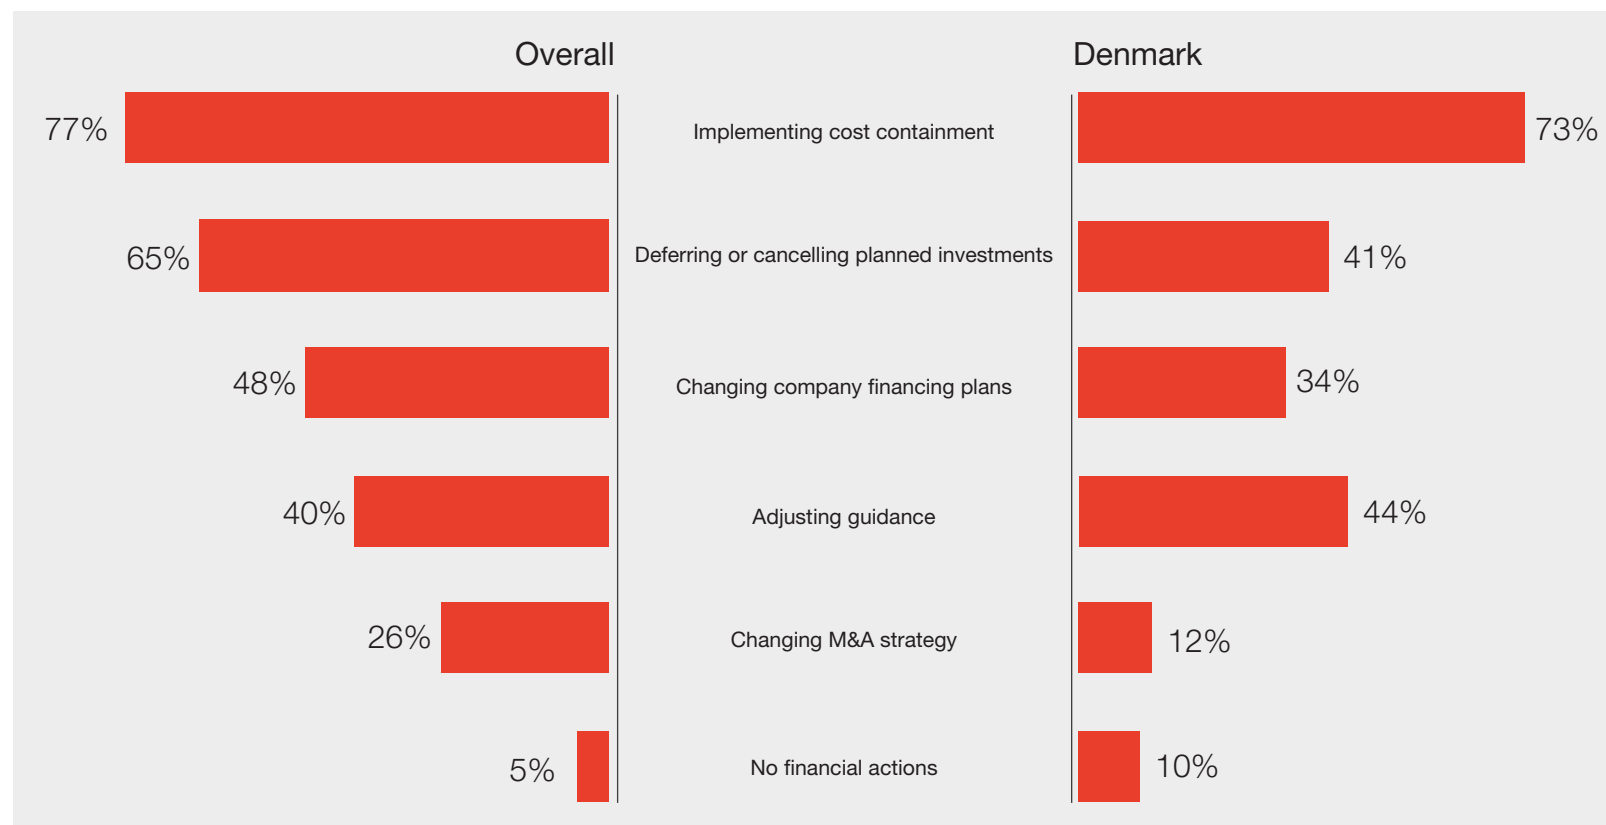 Overall
Denmark
77%
Implementing cost containment
73%
65%
Deferring or cancelling planned investments
41%
48%
Changing company financing plans
34%
40%
Adjusting guidance
44%
26%
Changing M&A strategy
12%
5%
No financial actions
10%